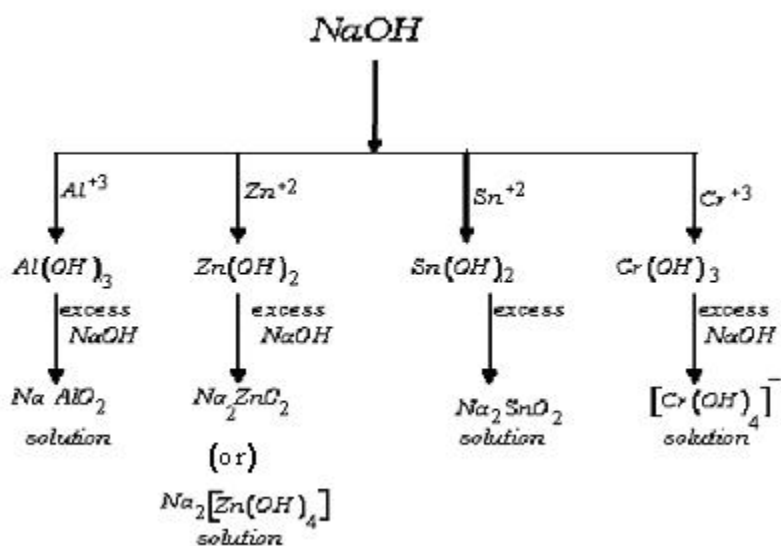 NaOH
Al⁺³ Zn⁺² Sn⁺² Cr⁺³
Al(OH)₃ Zn(OH)₂ Sn(OH)₂ Cr(OH)₃
excess excess excess excess
NaOH NaOH NaOH
Na AlO₂ Na₂ZnO₂ Na₂SnO₂ [Cr(OH)₄]⁻
solution solution solution
(or)
Na₂[Zn(OH)₄]
solution